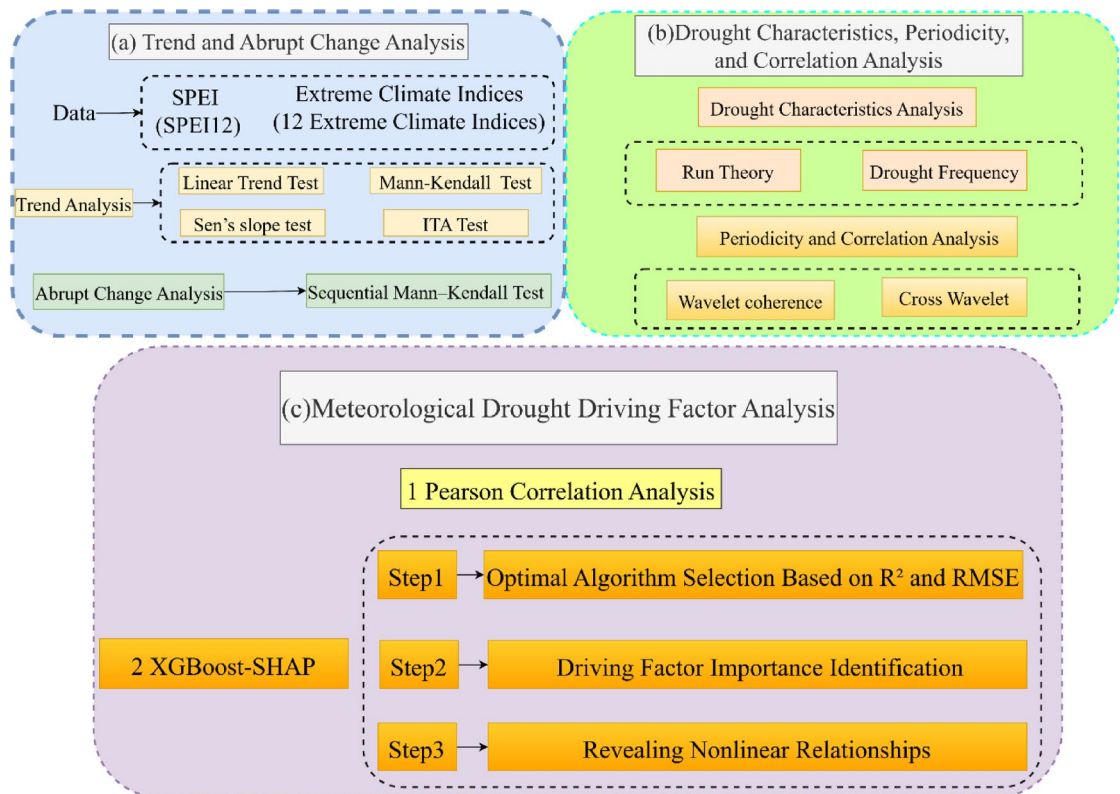 (a) Trend and Abrupt Change Analysis
Data
SPEI
(SPEI12)
Extreme Climate Indices
(12 Extreme Climate Indices)
Trend Analysis
Linear Trend Test
Mann-Kendall Test
Sen's slope test
ITA Test
Abrupt Change Analysis
Sequential Mann–Kendall Test
(b)Drought Characteristics, Periodicity,
and Correlation Analysis
Drought Characteristics Analysis
Run Theory
Drought Frequency
Periodicity and Correlation Analysis
Wavelet coherence
Cross Wavelet
(c)Meteorological Drought Driving Factor Analysis
1 Pearson Correlation Analysis
2 XGBoost-SHAP
Step1
Optimal Algorithm Selection Based on R² and RMSE
Step2
Driving Factor Importance Identification
Step3
Revealing Nonlinear Relationships